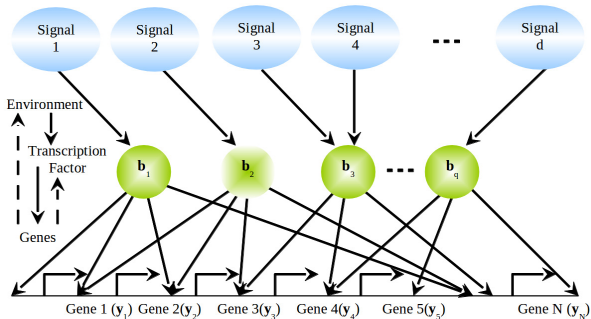 Signal
1
Signal
2
Signal
3
Signal
4
Signal
d
Environment
Transcription
Factor
Genes
b1
b2
b3
bq
Gene 1 (y1)
Gene 2(y2)
Gene 3(y3)
Gene 4(y4)
Gene 5(y5)
Gene N (yN)